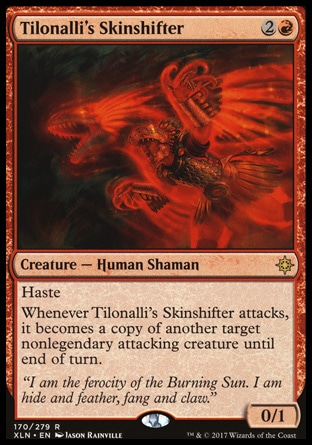 Tilonalli's Skinshifter 2
Creature — Human Shaman
Haste
Whenever Tilonalli's Skinshifter attacks,
it becomes a copy of another target
nonlegendary attacking creature until
end of turn.
"I am the ferocity of the Burning Sun. I am
hide and feather, fang and claw."
0/1
170/279 R
XLN • EN Jason Rainville
™ & © 2017 Wizards of the Coast